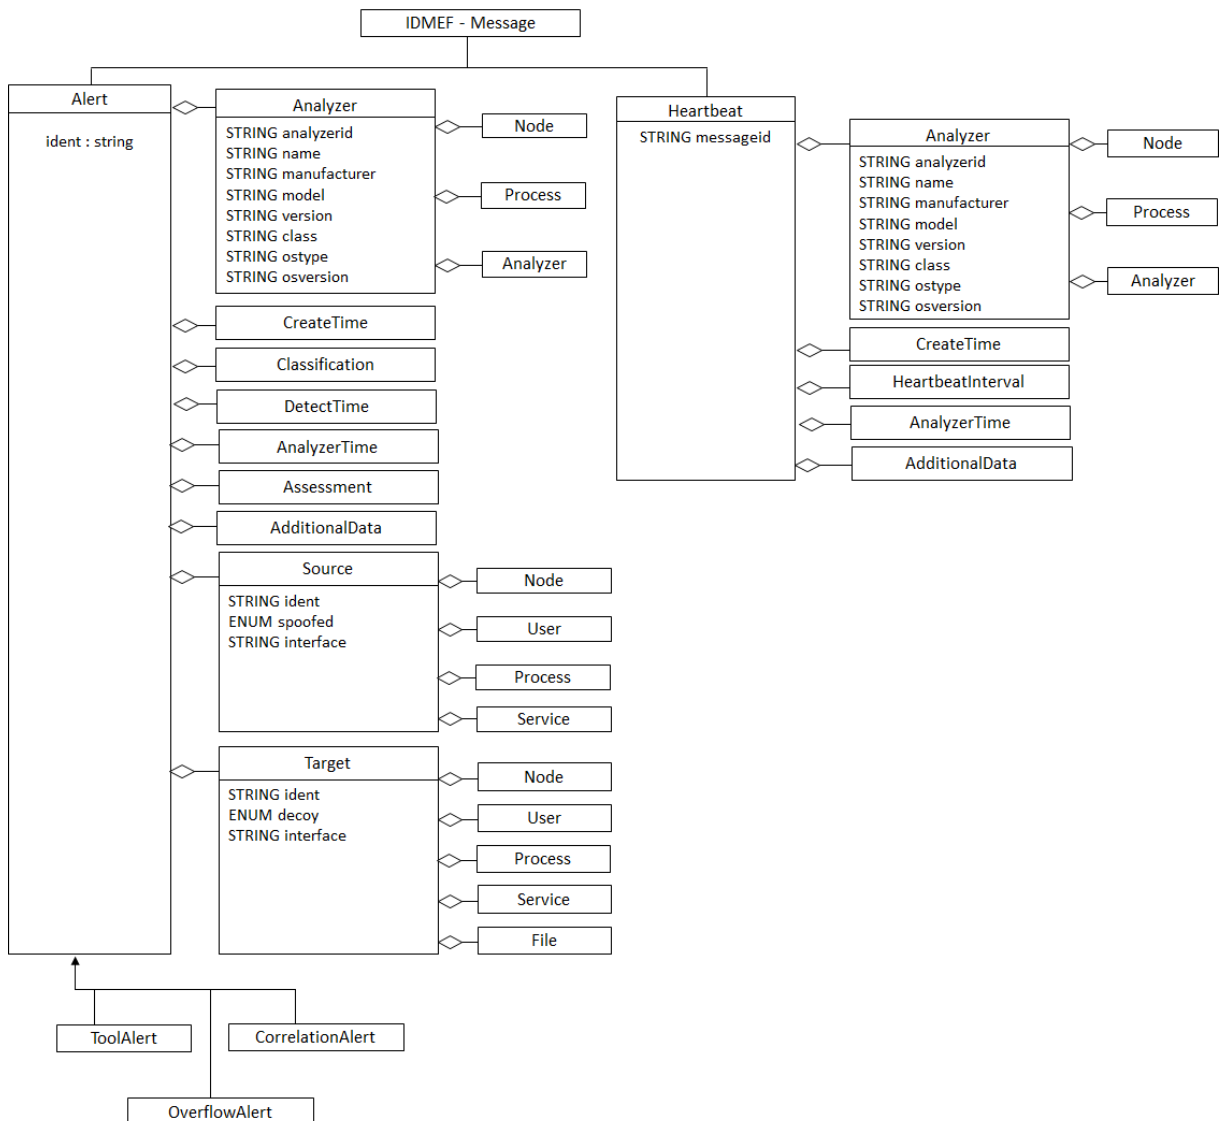 IDMEF - Message
Alert
ident : string
Analyzer
STRING analyzerid
STRING name
STRING manufacturer
STRING model
STRING version
STRING class
STRING ostype
STRING osversion
Node
Process
Analyzer
CreateTime
Classification
DetectTime
AnalyzerTime
Assessment
AdditionalData
Source
STRING ident
ENUM spoofed
STRING interface
Node
User
Process
Service
Target
STRING ident
ENUM decoy
STRING interface
Node
User
Process
Service
File
ToolAlert
CorrelationAlert
OverflowAlert
Heartbeat
STRING messageid
Analyzer
STRING analyzerid
STRING name
STRING manufacturer
STRING model
STRING version
STRING class
STRING ostype
STRING osversion
Node
Process
Analyzer
CreateTime
HeartbeatInterval
AnalyzerTime
AdditionalData